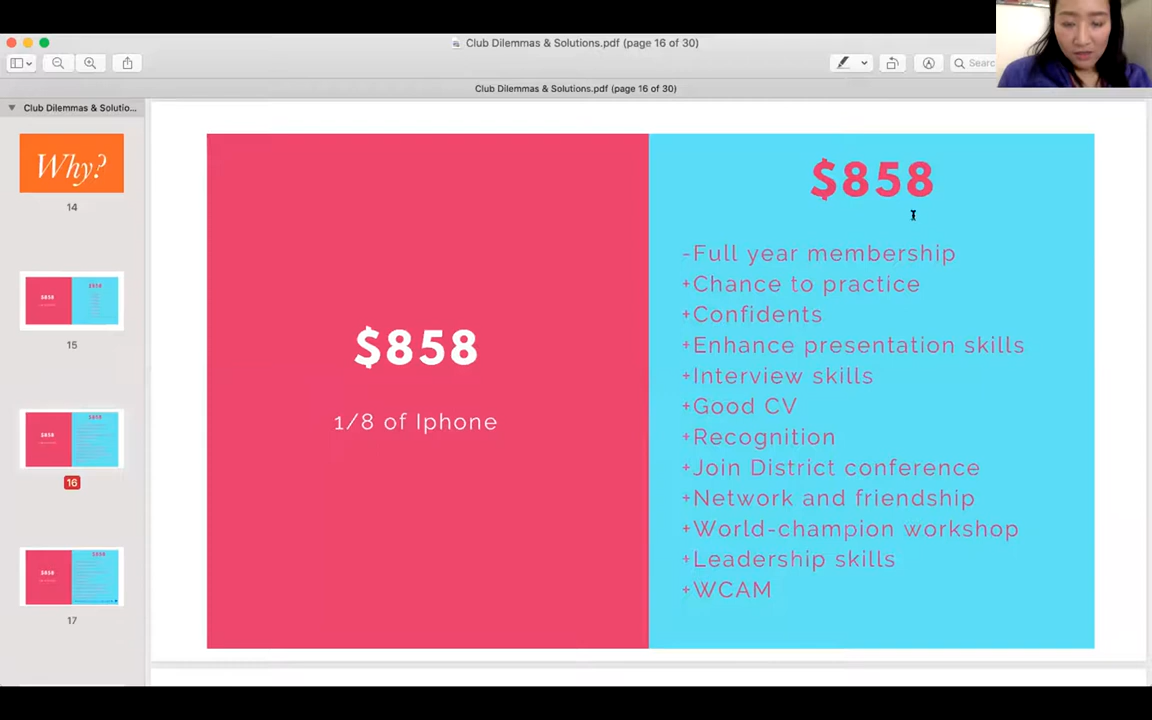 Club Dilemmas & Solutions.pdf (page 16 of 30)
Searc
Club Dilemmas & Solutions.pdf (page 16 of 30)
Club Dilemmas & Solutio...
Why?
14
15
16
17
$858
1/8 of Iphone
$858
-Full year membership
+Chance to practice
+Confidents
+Enhance presentation skills
+Interview skills
+Good CV
+Recognition
+Join District conference
+Network and friendship
+World-champion workshop
+Leadership skills
+WCAM